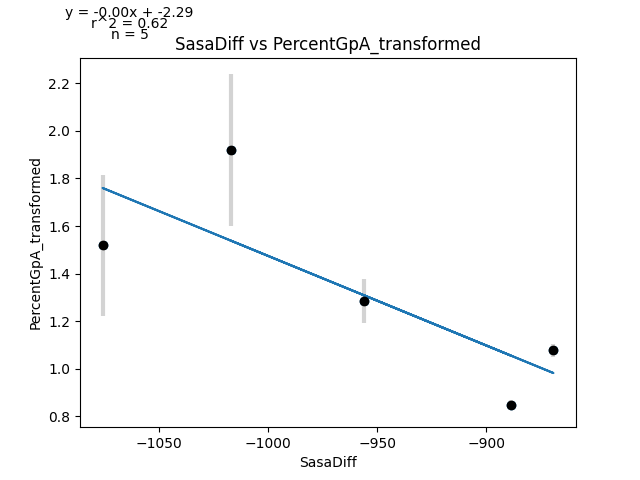 y = -0.00x + -2.29
r^2 = 0.62
n = 5
SasaDiff vs PercentGpA_transformed
PercentGpA_transformed
2.2
2.0
1.8
1.6
1.4
1.2
1.0
0.8
−1050
−1000
−950
−900
SasaDiff